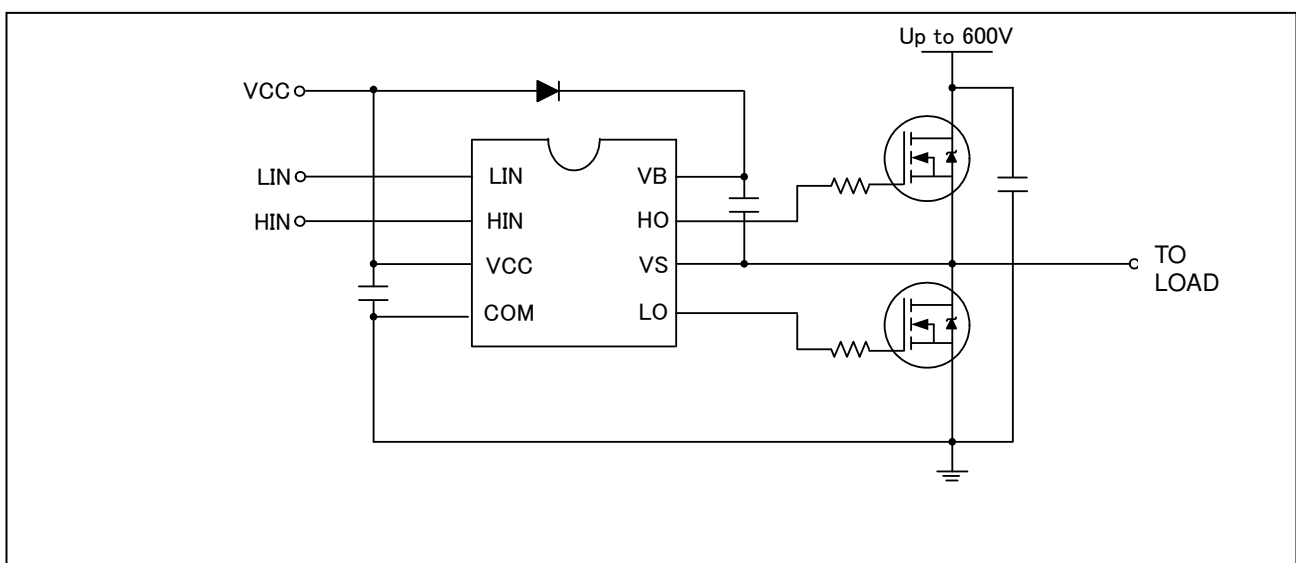 Up to 600V
VCC
LIN
LIN
VB
HIN
HIN
HO
VCC
VS
TO
LOAD
COM
LO